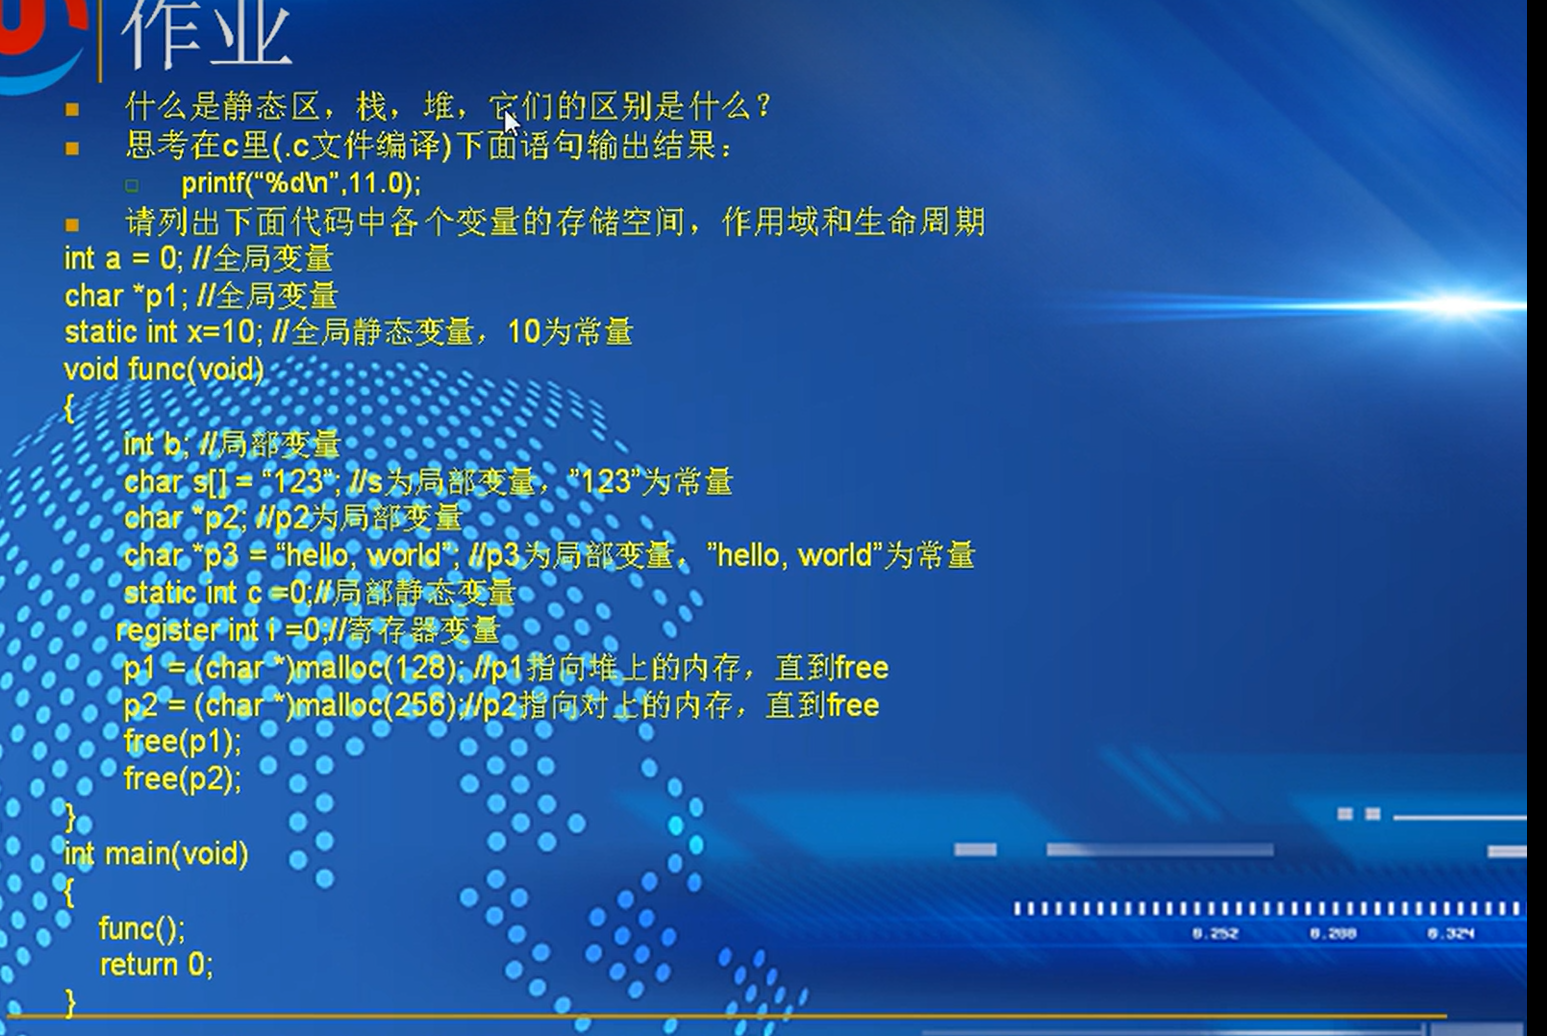 作业
什么是静态区，栈，堆，它们的区别是什么？
思考在c里(.c文件编译)下面语句输出结果：
printf(“%d\n”,11.0);
请列出下面代码中各个变量的存储空间，作用域和生命周期
int a = 0; //全局变量
char *p1; //全局变量
static int x=10; //全局静态变量，10为常量
void func(void)
{
int b; //局部变量
char s[] = “123”; //s为局部变量，”123”为常量
char *p2; //p2为局部变量
char *p3 = “hello, world”; //p3为局部变量，”hello, world”为常量
static int c =0;//局部静态变量
register int i =0;//寄存器变量
p1 = (char *)malloc(128); //p1指向堆上的内存，直到free
p2 = (char *)malloc(256);//p2指向对上的内存，直到free
free(p1);
free(p2);
}
int main(void)
{
func();
return 0;
}
0.252 0.288 0.324